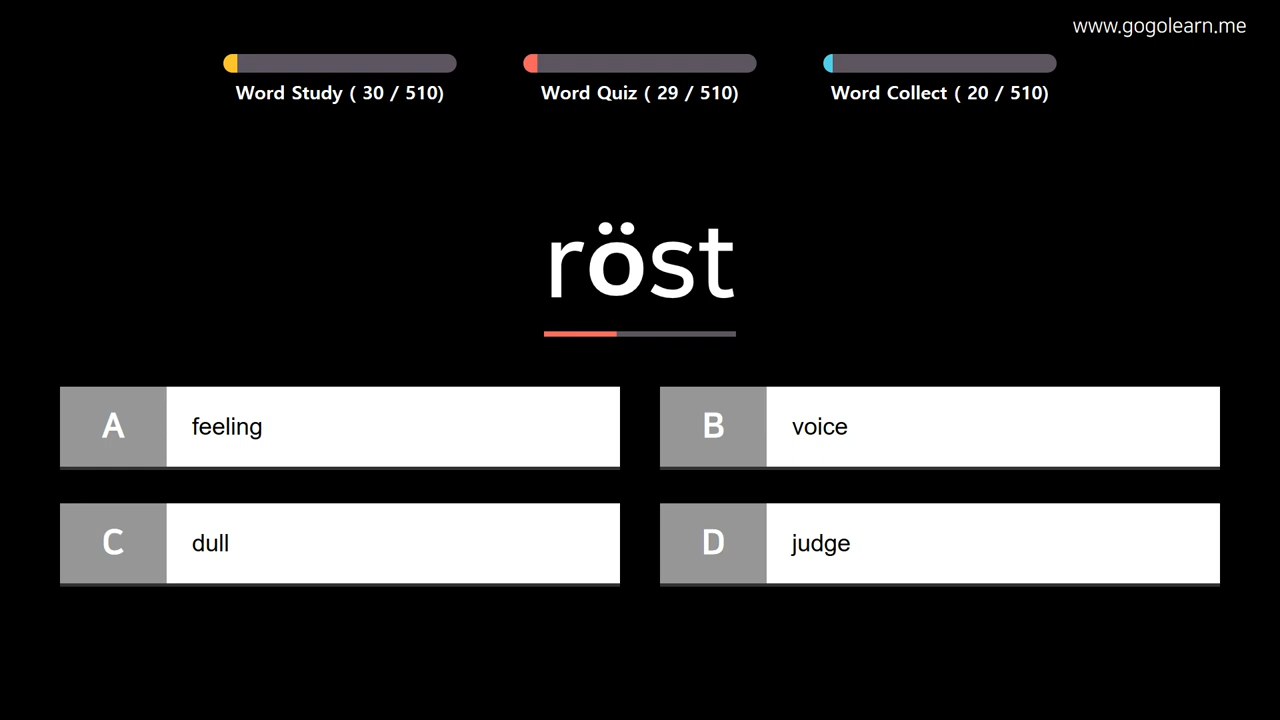 www.gogolearn.me
Word Study ( 30 / 510)
Word Quiz ( 29 / 510)
Word Collect ( 20 / 510)
röst
A feeling
B voice
C dull
D judge